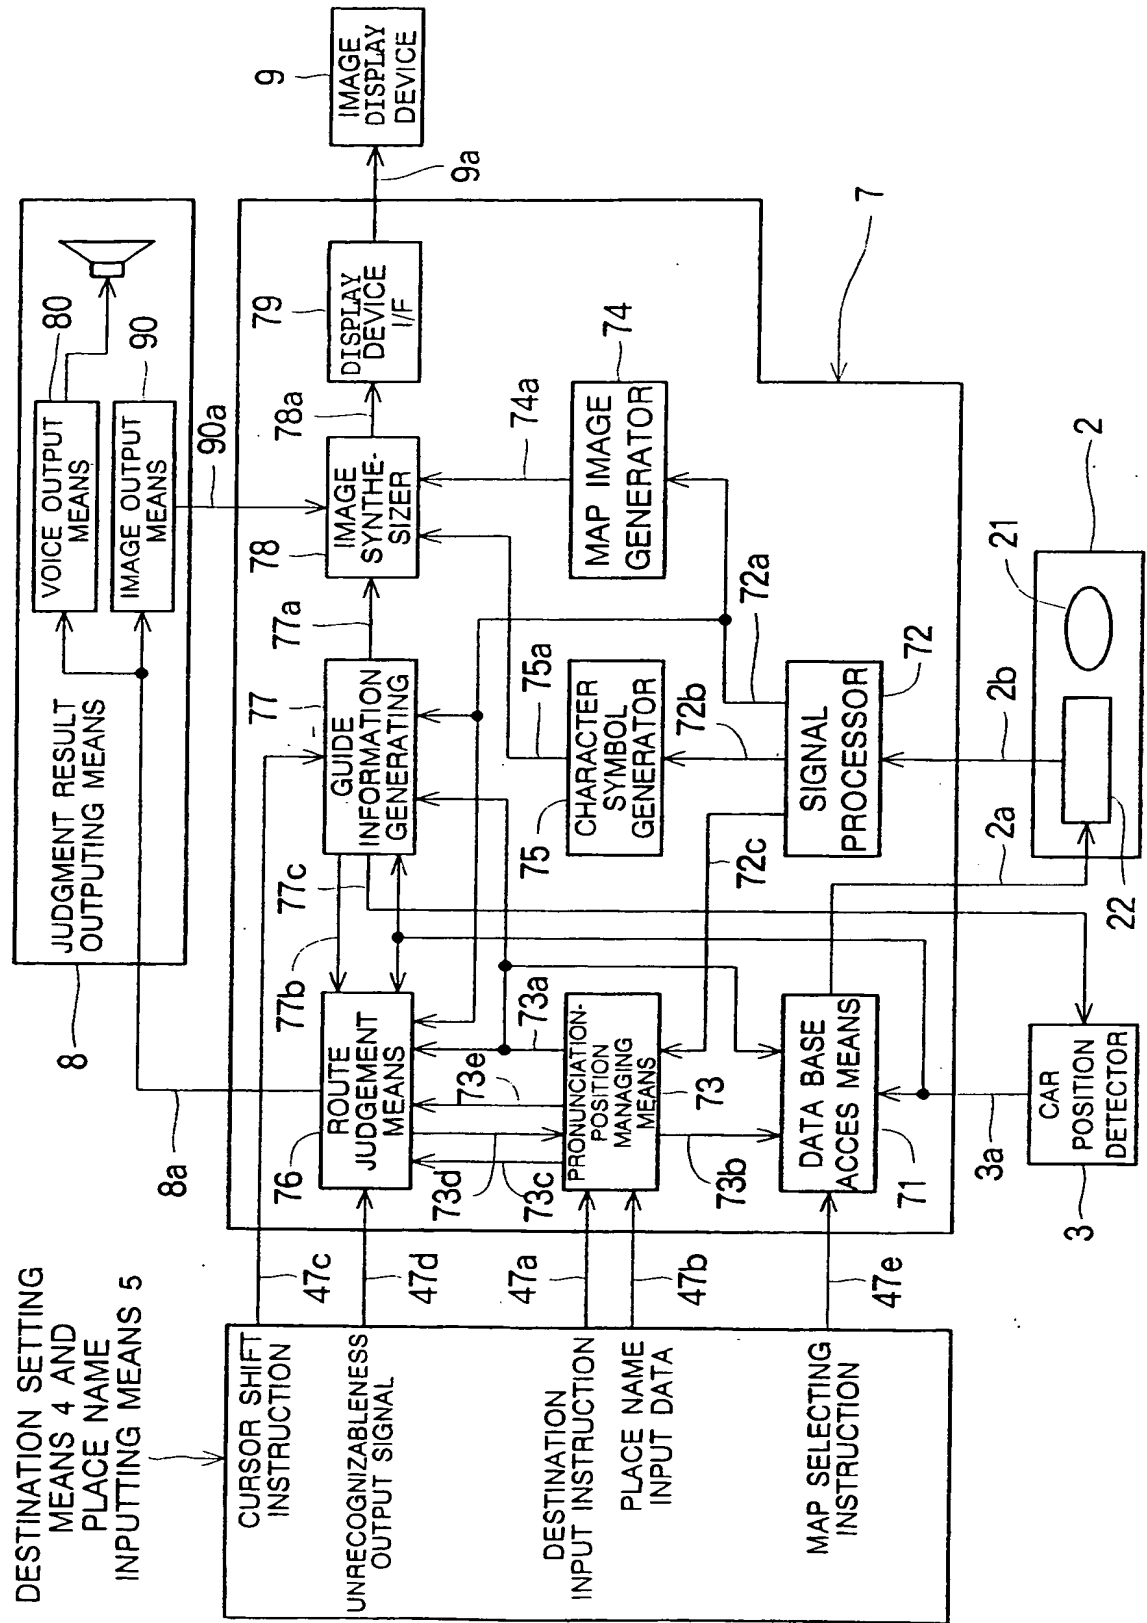 DESTINATION SETTING
MEANS 4 AND
PLACE NAME
INPUTTING MEANS 5
CURSOR SHIFT
INSTRUCTION
UNRECOGNIZABLENESS
OUTPUT SIGNAL
DESTINATION
INPUT INSTRUCTION
PLACE NAME
INPUT DATA
MAP SELECTING
INSTRUCTION
47c
47d
47a
47b
47e
8a
8
JUDGMENT RESULT
OUTPUTING MEANS
VOICE OUTPUT
MEANS
80
IMAGE OUTPUT
MEANS
90
90a
76
ROUTE
JUDGEMENT
MEANS
77b
77c
77
GUIDE
INFORMATION
GENERATING
77a
78
IMAGE
SYNTHE-
SIZER
78a
79
DISPLAY
DEVICE
I/F
9a
9
IMAGE
DISPLAY
DEVICE
73d
73c
73e
73a
PRONUNCIATION-
POSITION
MANAGING
MEANS
73
73b
72c
75
CHARACTER
SYMBOL
GENERATOR
75a
72b
72a
MAP IMAGE
GENERATOR
74
74a
7
DATA BASE
ACCES MEANS
71
SIGNAL
PROCESSOR
72
3a
3
CAR
POSITION
DETECTOR
2a
2b
22
21
2